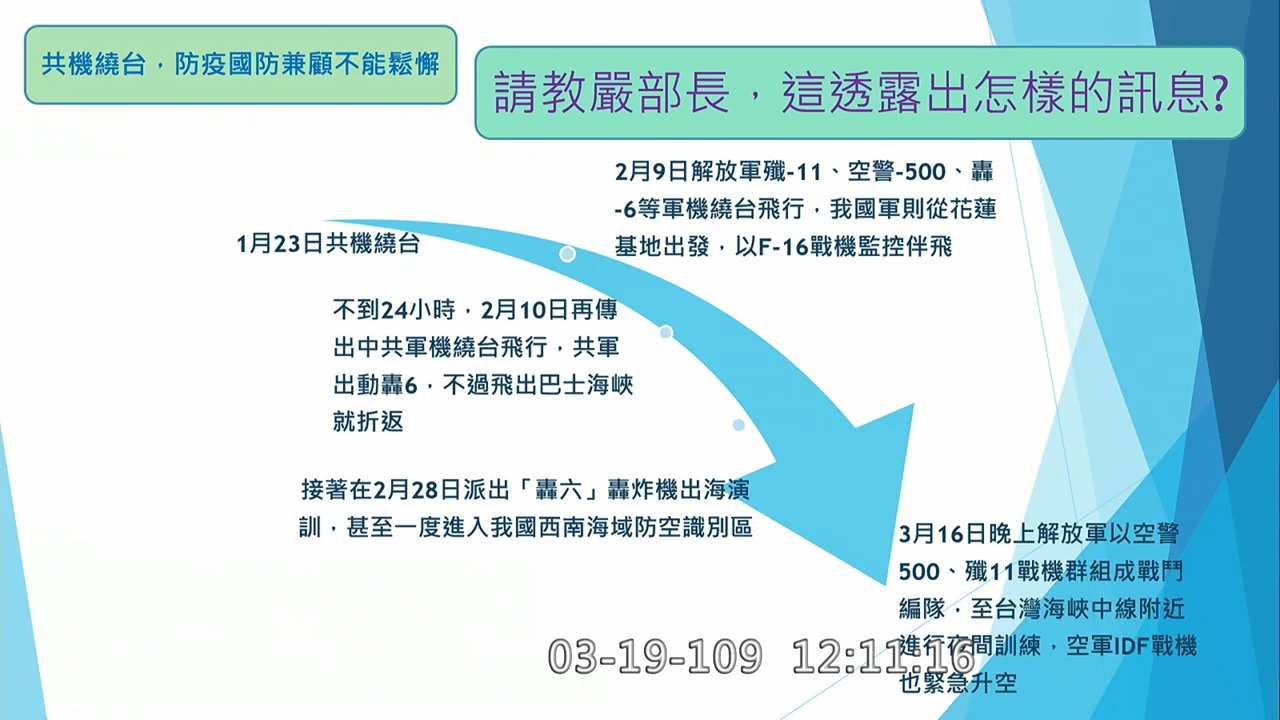 共機繞台，防疫國防兼顧不能鬆懈
請教嚴部長，這透露出怎樣的訊息?
1月23日共機繞台
2月9日解放軍殲-11、空警-500、轟
-6等軍機繞台飛行，我國軍則從花蓮
基地出發，以F-16戰機監控伴飛
不到24小時，2月10日再傳
出中共軍機繞台飛行，共軍
出動轟6，不過飛出巴士海峽
就折返
接著在2月28日派出「轟六」轟炸機出海演
訓，甚至一度進入我國西南海域防空識別區
3月16日晚上解放軍以空警
500、殲11戰機群組成戰鬥
編隊，至台灣海峽中線附近
進行夜間訓練，空軍IDF戰機
也緊急升空
03-19-109 12:11:16